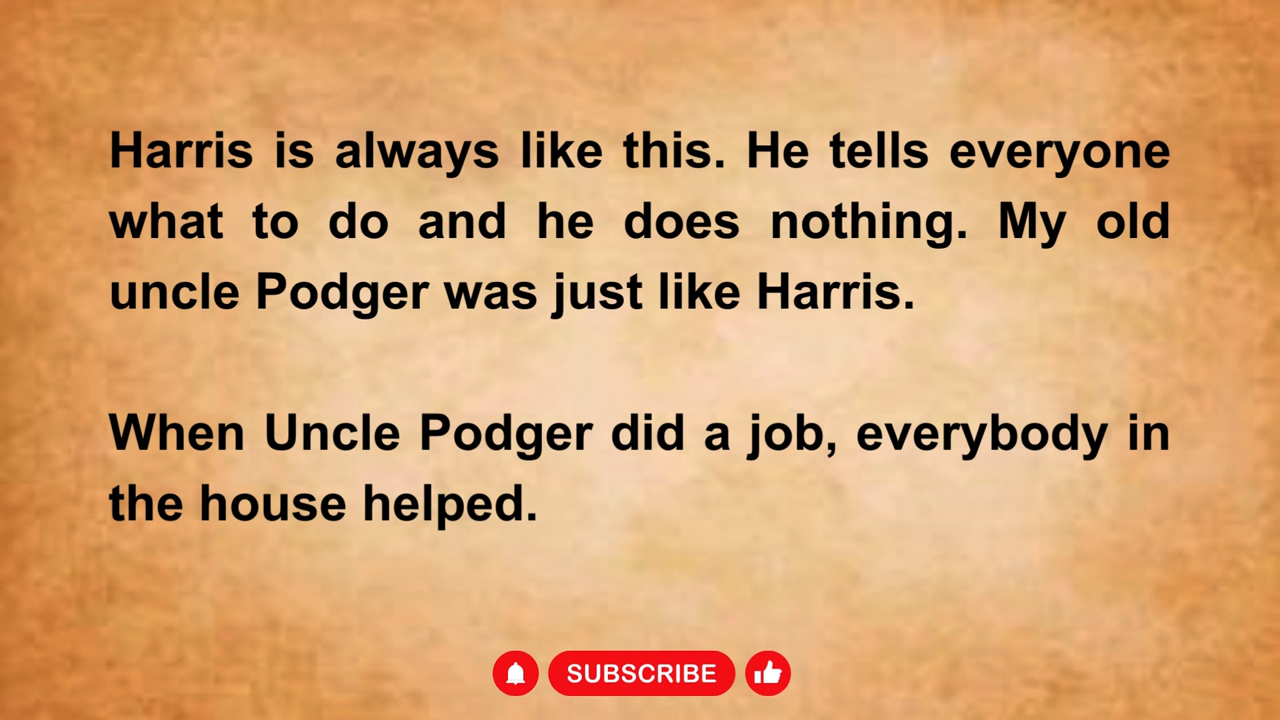 Harris is always like this. He tells everyone
what to do and he does nothing. My old
uncle Podger was just like Harris.
When Uncle Podger did a job, everybody in
the house helped.
SUBSCRIBE